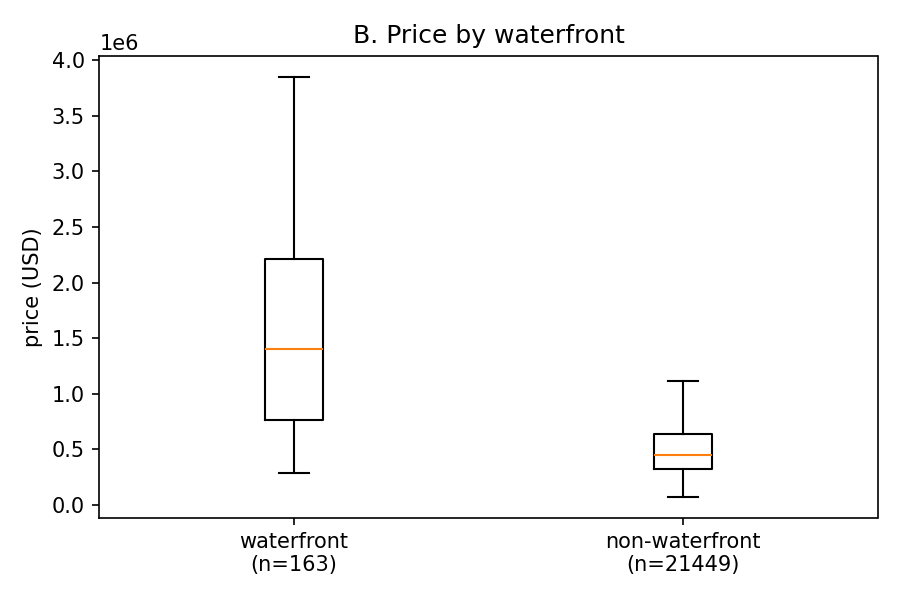 B. Price by waterfront
1e6
4.0
3.5
3.0
2.5
2.0
1.5
1.0
0.5
0.0
price (USD)
waterfront
(n=163)
non-waterfront
(n=21449)